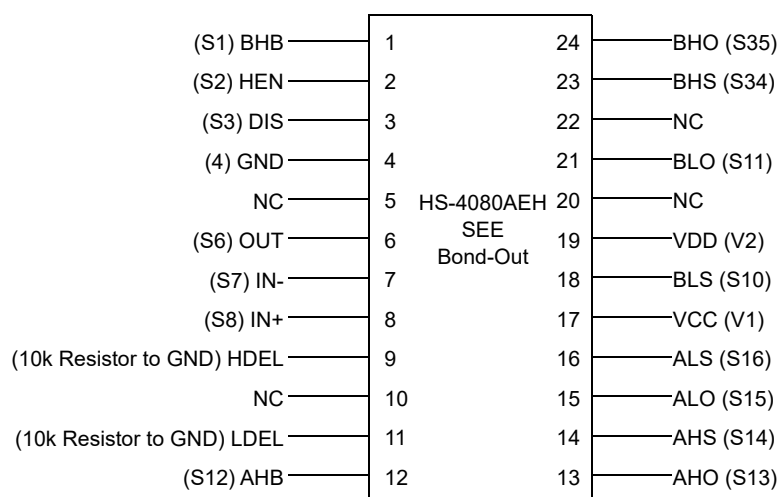 (S1) BHB 1 24 BHO (S35)
(S2) HEN 2 23 BHS (S34)
(S3) DIS 3 22 NC
(4) GND 4 21 BLO (S11)
NC 5 HS-4080AEH 20 NC
SEE
(S6) OUT 6 19 VDD (V2)
Bond-Out
(S7) IN- 7 18 BLS (S10)
(S8) IN+ 8 17 VCC (V1)
(10k Resistor to GND) HDEL 9 16 ALS (S16)
NC 10 15 ALO (S15)
(10k Resistor to GND) LDEL 11 14 AHS (S14)
(S12) AHB 12 13 AHO (S13)